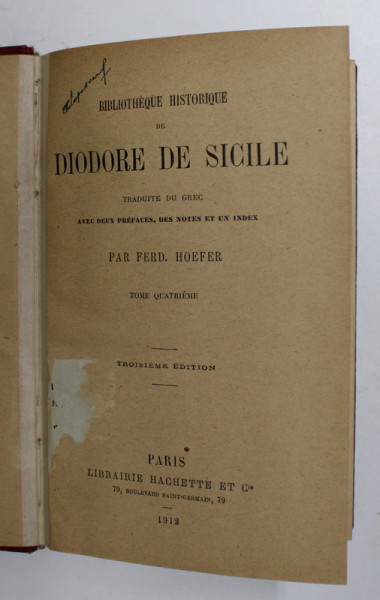 BIBLIOTHÈQUE HISTORIQUE
DE
DIODORE DE SICILE
TRADUITE DU GREC
AVEC DEUX PRÉFACES, DES NOTES ET UN INDEX
PAR FERD. HOEFER
TOME QUATRIÈME
TROISIÈME ÉDITION
PARIS
LIBRAIRIE HACHETTE ET Cie
79, BOULEVARD SAINT-GERMAIN, 79
1912